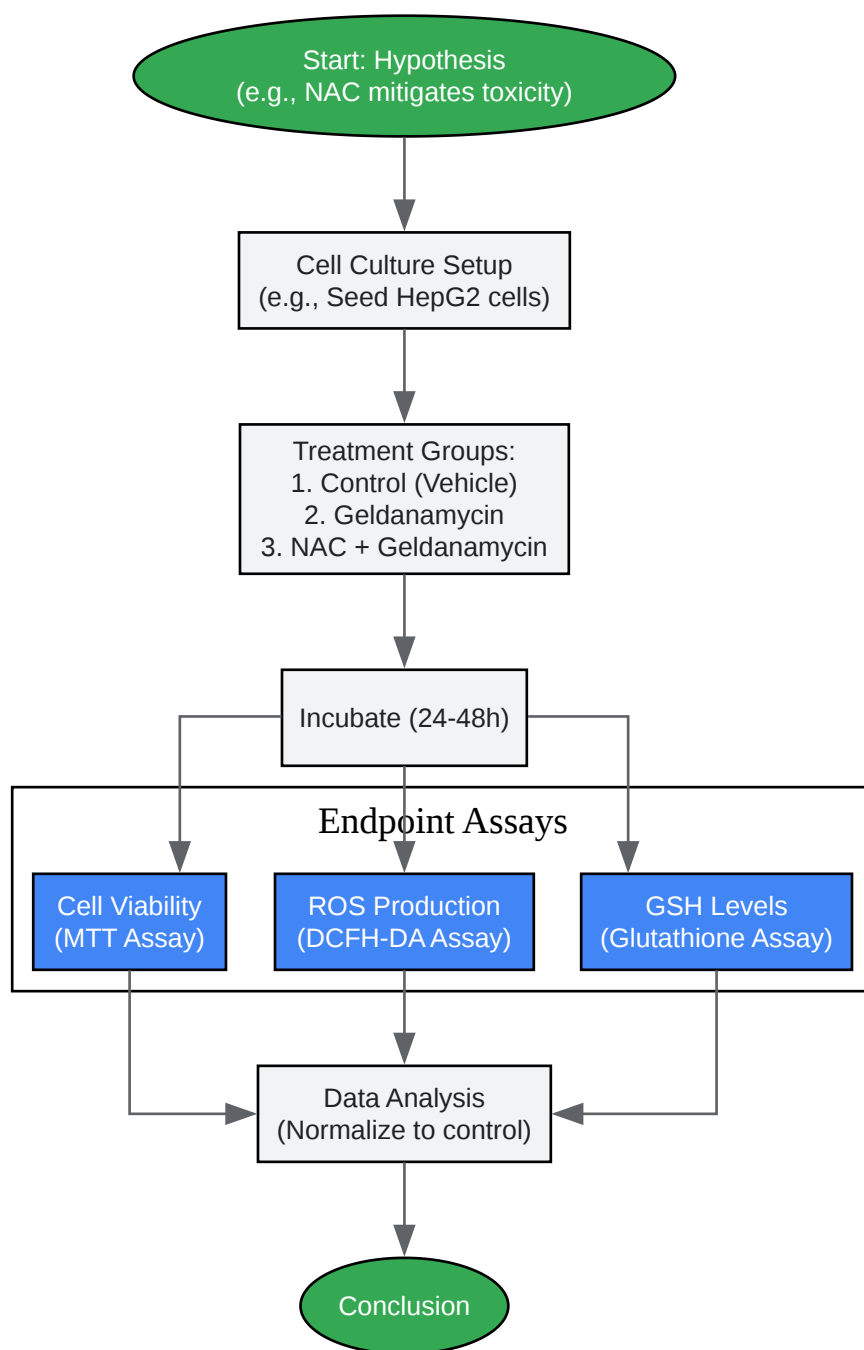 Start: Hypothesis
(e.g., NAC mitigates toxicity)
Cell Culture Setup
(e.g., Seed HepG2 cells)
Treatment Groups:
1. Control (Vehicle)
2. Geldanamycin
3. NAC + Geldanamycin
Incubate (24-48h)
Endpoint Assays
Cell Viability
(MTT Assay)
ROS Production
(DCFH-DA Assay)
GSH Levels
(Glutathione Assay)
Data Analysis
(Normalize to control)
Conclusion